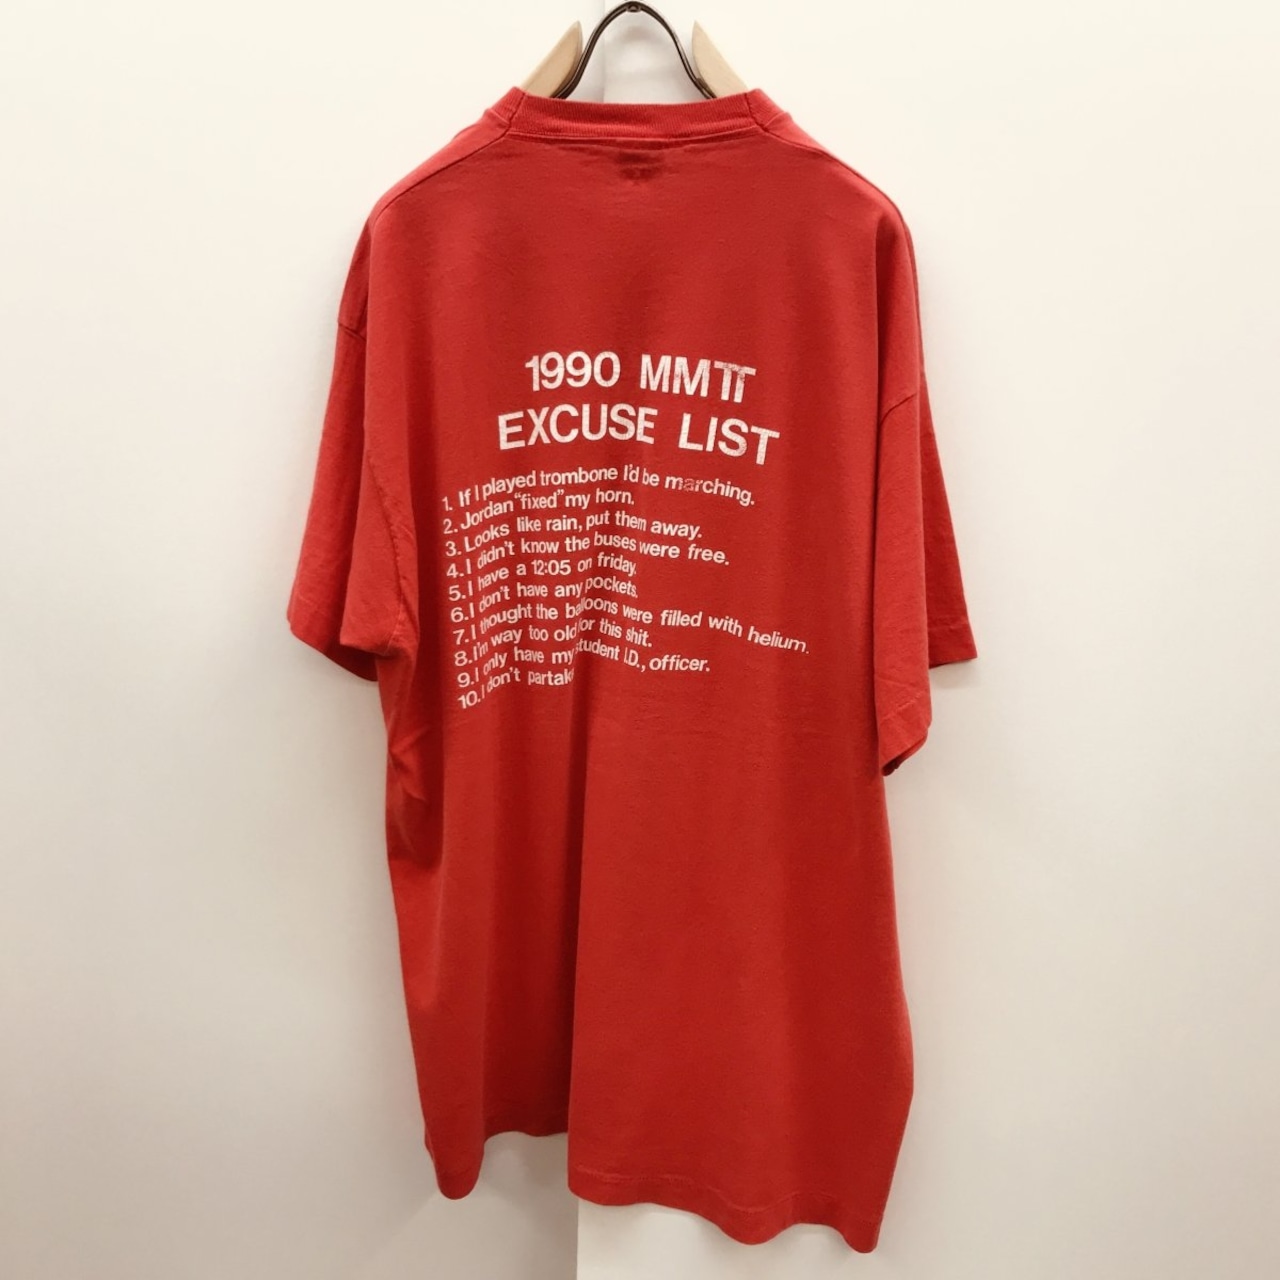 1990 MMTT
EXCUSE LIST
1. If I played trombone I'd be marching.
2. Jordan "fixed" my horn.
3. Looks like rain, put them away.
4. I didn't know the buses were free.
5. I have a 12:05 on friday.
6. I don't have any pockets.
7. I thought the balloons were filled with helium.
8. I'm way too old for this shit.
9. I only have my student I.D., officer.
10. I don't